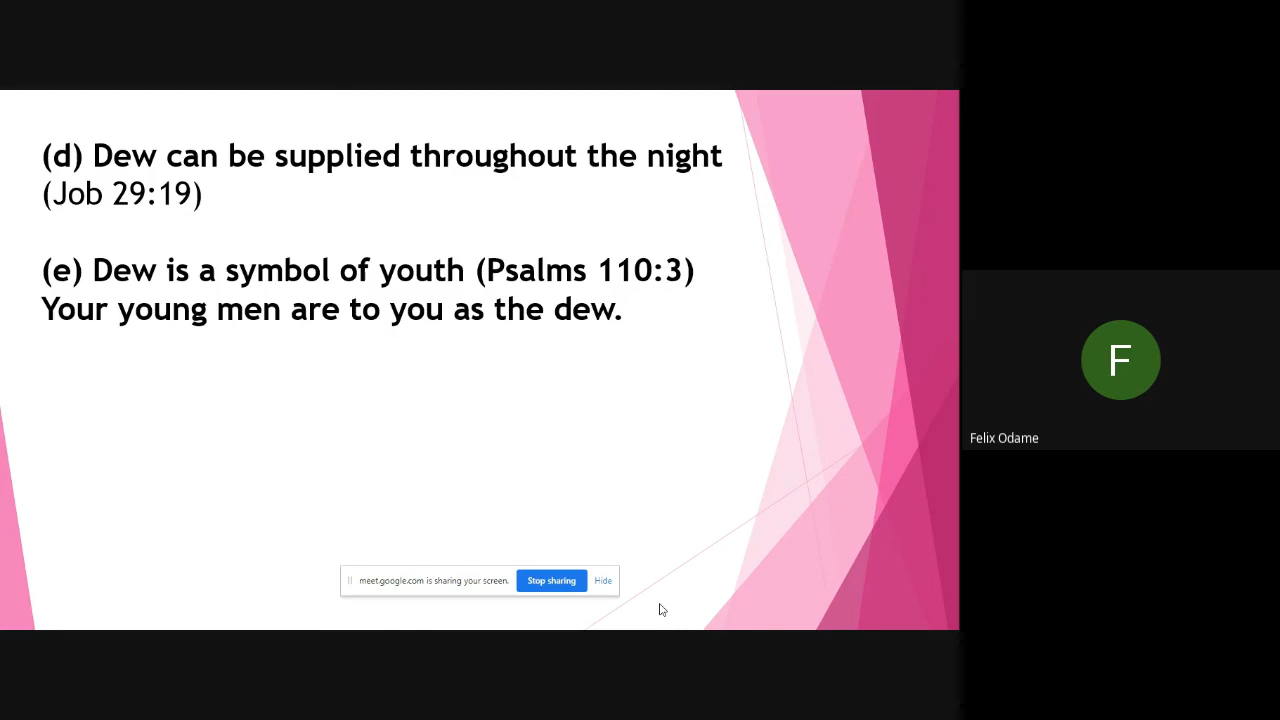 (d) Dew can be supplied throughout the night
(Job 29:19)
(e) Dew is a symbol of youth (Psalms 110:3)
Your young men are to you as the dew.
meet.google.com is sharing your screen.
Stop sharing
Hide
F
Felix Odame